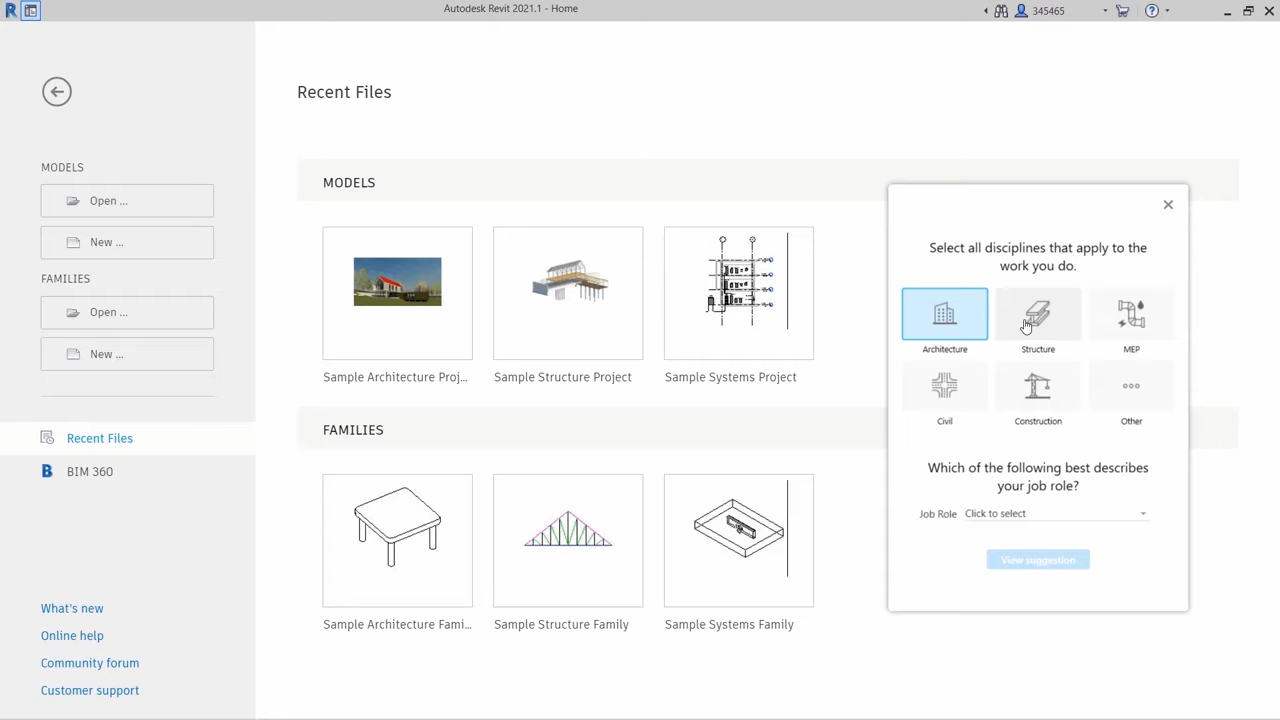 Autodesk Revit 2021.1 - Home
345465
Recent Files
MODELS
Open ...
New ...
FAMILIES
Open ...
New ...
Recent Files
BIM 360
What's new
Online help
Community forum
Customer support
MODELS
Sample Architecture Proj...
Sample Structure Project
Sample Systems Project
FAMILIES
Sample Architecture Fami...
Sample Structure Family
Sample Systems Family
Select all disciplines that apply to the
work you do.
Architecture
Structure
MEP
Civil
Construction
Other
Which of the following best describes
your job role?
Job Role Click to select
View suggestion